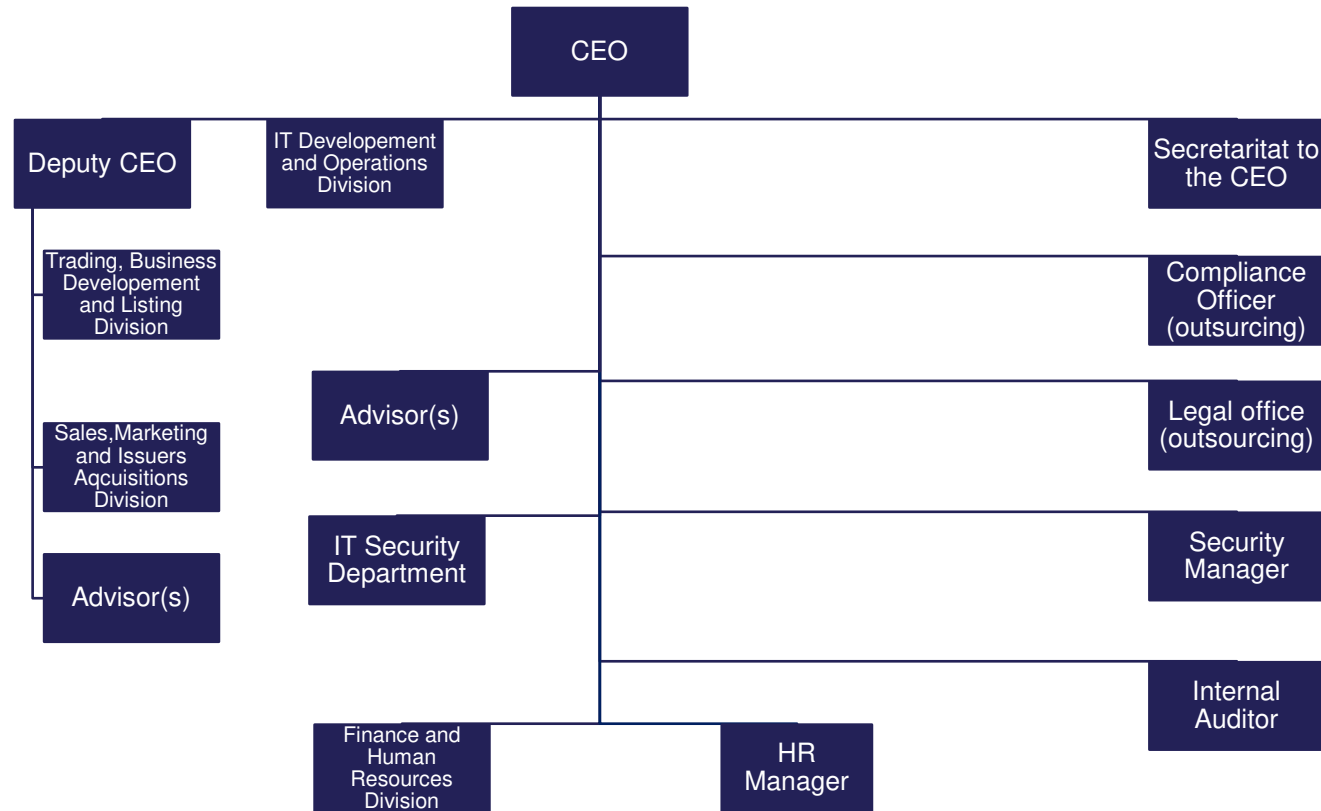 CEO
Deputy CEO
IT Developement
and Operations
Division
Secretaritat to
the CEO
Trading, Business
Developement
and Listing
Division
Compliance
Officer
(outsurcing)
Advisor(s)
Legal office
(outsourcing)
Sales,Marketing
and Issuers
Aqcuisitions
Division
IT Security
Department
Security
Manager
Advisor(s)
Internal
Auditor
Finance and
Human
Resources
Division
HR
Manager